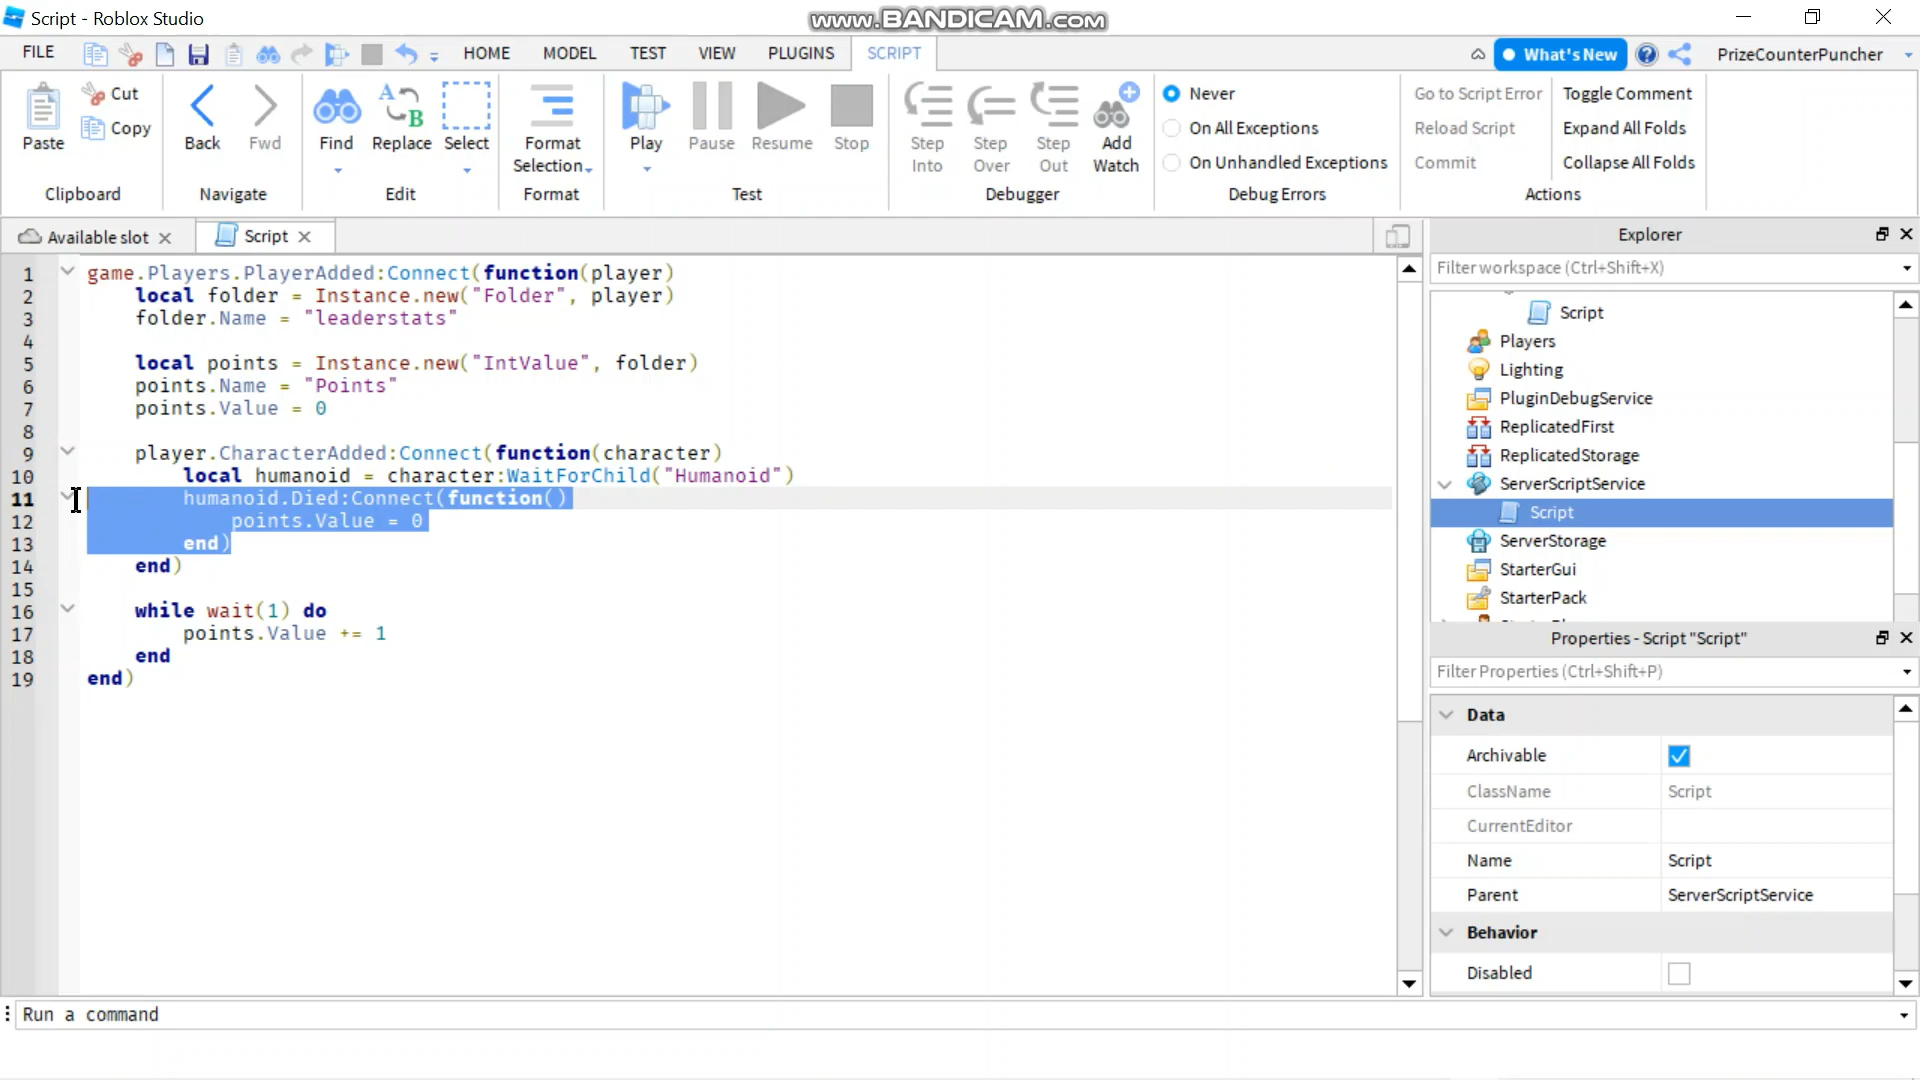 Script - Roblox Studio
www.BANDICAM.com
FILE
HOME
MODEL
TEST
VIEW
PLUGINS
SCRIPT
What's New
PrizeCounterPuncher
Paste
Cut
Copy
Clipboard
Back
Fwd
Navigate
Find
Replace
Select
Edit
Format
Selection
Format
Play
Pause
Resume
Stop
Test
Step
Into
Step
Over
Step
Out
Add
Watch
Debugger
Never
On All Exceptions
On Unhandled Exceptions
Debug Errors
Go to Script Error
Reload Script
Commit
Toggle Comment
Expand All Folds
Collapse All Folds
Actions
Available slot
Script
1 game.Players.PlayerAdded:Connect(function(player)
2 local folder = Instance.new("Folder", player)
3 folder.Name = "leaderstats"
4
5 local points = Instance.new("IntValue", folder)
6 points.Name = "Points"
7 points.Value = 0
8
9 player.CharacterAdded:Connect(function(character)
10 local humanoid = character:WaitForChild("Humanoid")
11 humanoid.Died:Connect(function()
12 points.Value = 0
13 end)
14 end)
15
16 while wait(1) do
17 points.Value += 1
18 end
19 end)
Explorer
Filter workspace (Ctrl+Shift+X)
Script
Players
Lighting
PluginDebugService
ReplicatedFirst
ReplicatedStorage
ServerScriptService
Script
ServerStorage
StarterGui
StarterPack
Properties - Script "Script"
Filter Properties (Ctrl+Shift+P)
Data
Archivable
ClassName Script
CurrentEditor
Name Script
Parent ServerScriptService
Behavior
Disabled
Run a command